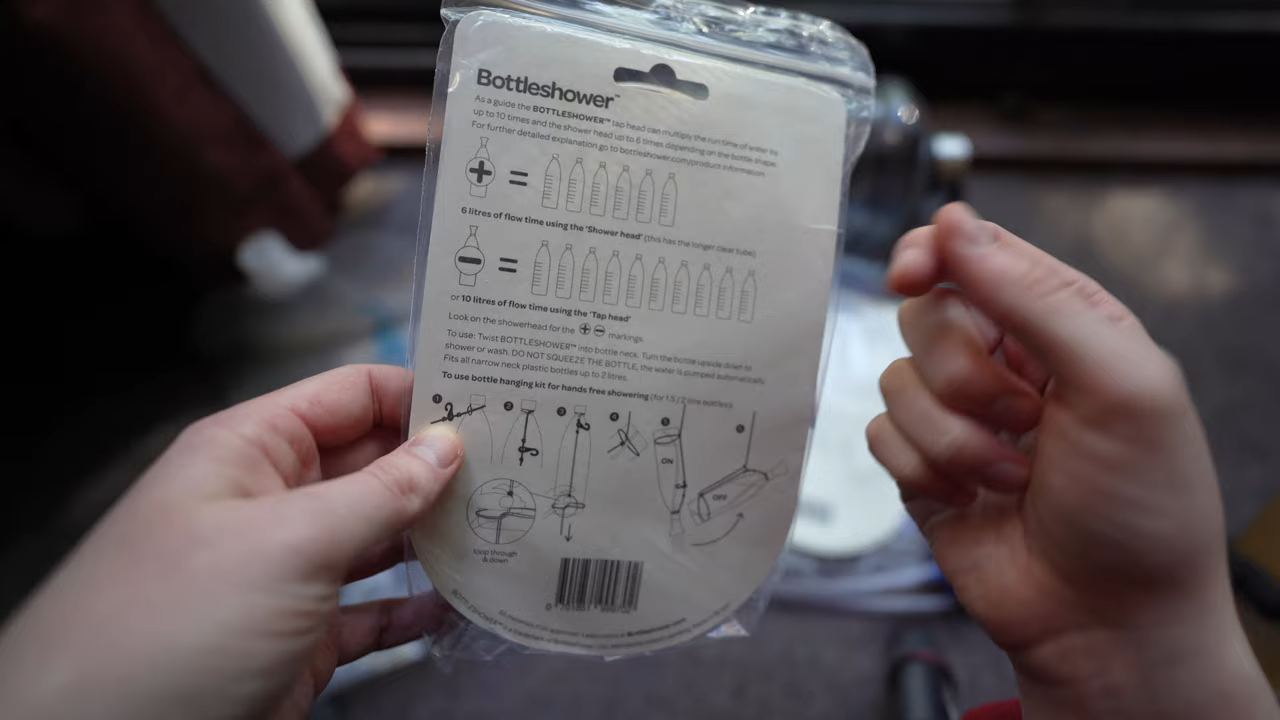 Bottleshower™
As a guide the BOTTLESHOWER™ tap head can multiply the run time of water by
up to 10 times and the shower head up to 6 times depending on the bottle shape.
For further detailed explanation go to bottleshower.com/product information.
+ =
6 litres of flow time using the 'Shower head' (this has the longer clear tube)
− =
or 10 litres of flow time using the 'Tap head'
Look on the showerhead for the + − markings.
To use: Twist BOTTLESHOWER™ into bottle neck. Turn the bottle upside down to
shower or wash. DO NOT SQUEEZE THE BOTTLE, the water is pumped automatically.
Fits all narrow neck plastic bottles up to 2 litres.
To use bottle hanging kit for hands free showering (for 1.5 / 2 litre bottles)
1 2 3 4 5
ON
OFF
loop through
& down
BOTTLESHOWER™ is a trademark of
Bottleshower.com